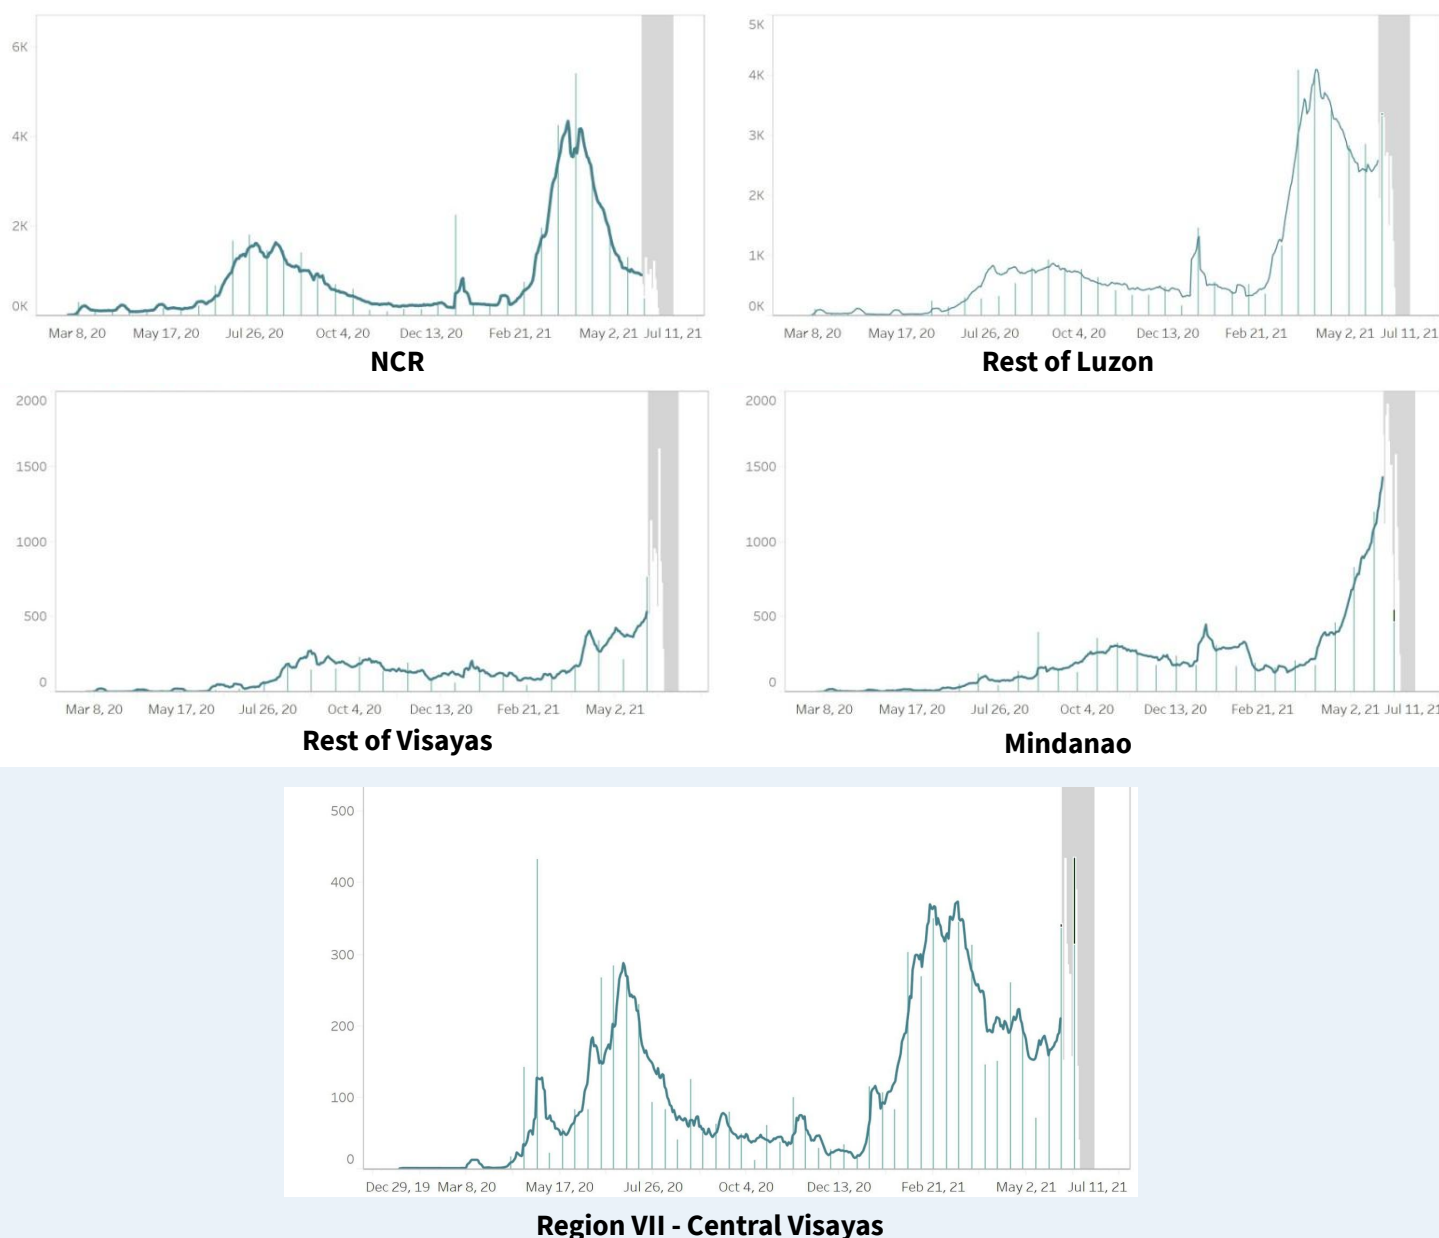 6K
4K
2K
0K
Mar 8, 20 May 17, 20 Jul 26, 20 Oct 4, 20 Dec 13, 20 Feb 21, 21 May 2, 21 Jul 11, 21
NCR
5K
4K
3K
2K
1K
0K
Mar 8, 20 May 17, 20 Jul 26, 20 Oct 4, 20 Dec 13, 20 Feb 21, 21 May 2, 21 Jul 11, 21
Rest of Luzon
2000
1500
1000
500
0
Mar 8, 20 May 17, 20 Jul 26, 20 Oct 4, 20 Dec 13, 20 Feb 21, 21 May 2, 21
Rest of Visayas
2000
1500
1000
500
0
Mar 8, 20 May 17, 20 Jul 26, 20 Oct 4, 20 Dec 13, 20 Feb 21, 21 May 2, 21 Jul 11, 21
Mindanao
500
400
300
200
100
0
Dec 29, 19 Mar 8, 20 May 17, 20 Jul 26, 20 Oct 4, 20 Dec 13, 20 Feb 21, 21 May 2, 21 Jul 11, 21
Region VII - Central Visayas